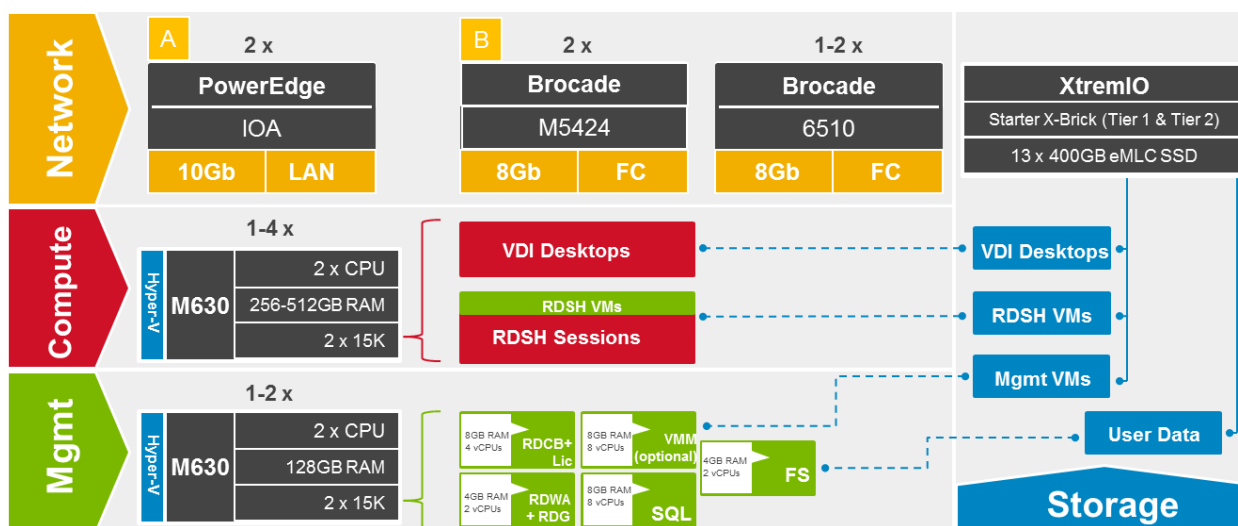 Network
A
2 x
PowerEdge
IOA
10Gb
LAN
B
2 x
Brocade
M5424
8Gb
FC
1-2 x
Brocade
6510
8Gb
FC
XtremIO
Starter X-Brick (Tier 1 & Tier 2)
13 x 400GB eMLC SSD
Compute
1-4 x
Hyper-V
M630
2 x CPU
256-512GB RAM
2 x 15K
VDI Desktops
RDSH VMs
RDSH Sessions
VDI Desktops
RDSH VMs
Mgmt VMs
User Data
Storage
Mgmt
1-2 x
Hyper-V
M630
2 x CPU
128GB RAM
2 x 15K
8GB RAM
4 vCPUs
RDCB+
Lic
8GB RAM
8 vCPUs
VMM
(optional)
4GB RAM
2 vCPUs
FS
4GB RAM
2 vCPUs
RDWA
+ RDG
8GB RAM
8 vCPUs
SQL